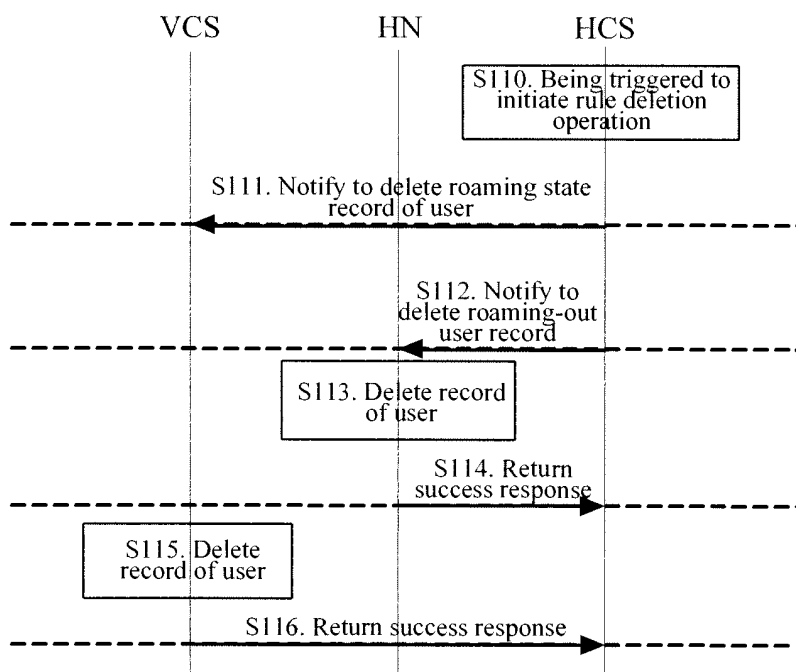 VCS HN HCS
S110. Being triggered to
initiate rule deletion
operation
S111. Notify to delete roaming state
record of user
S112. Notify to
delete roaming-out
user record
S113. Delete record
of user
S114. Return
success response
S115. Delete
record of user
S116. Return success response